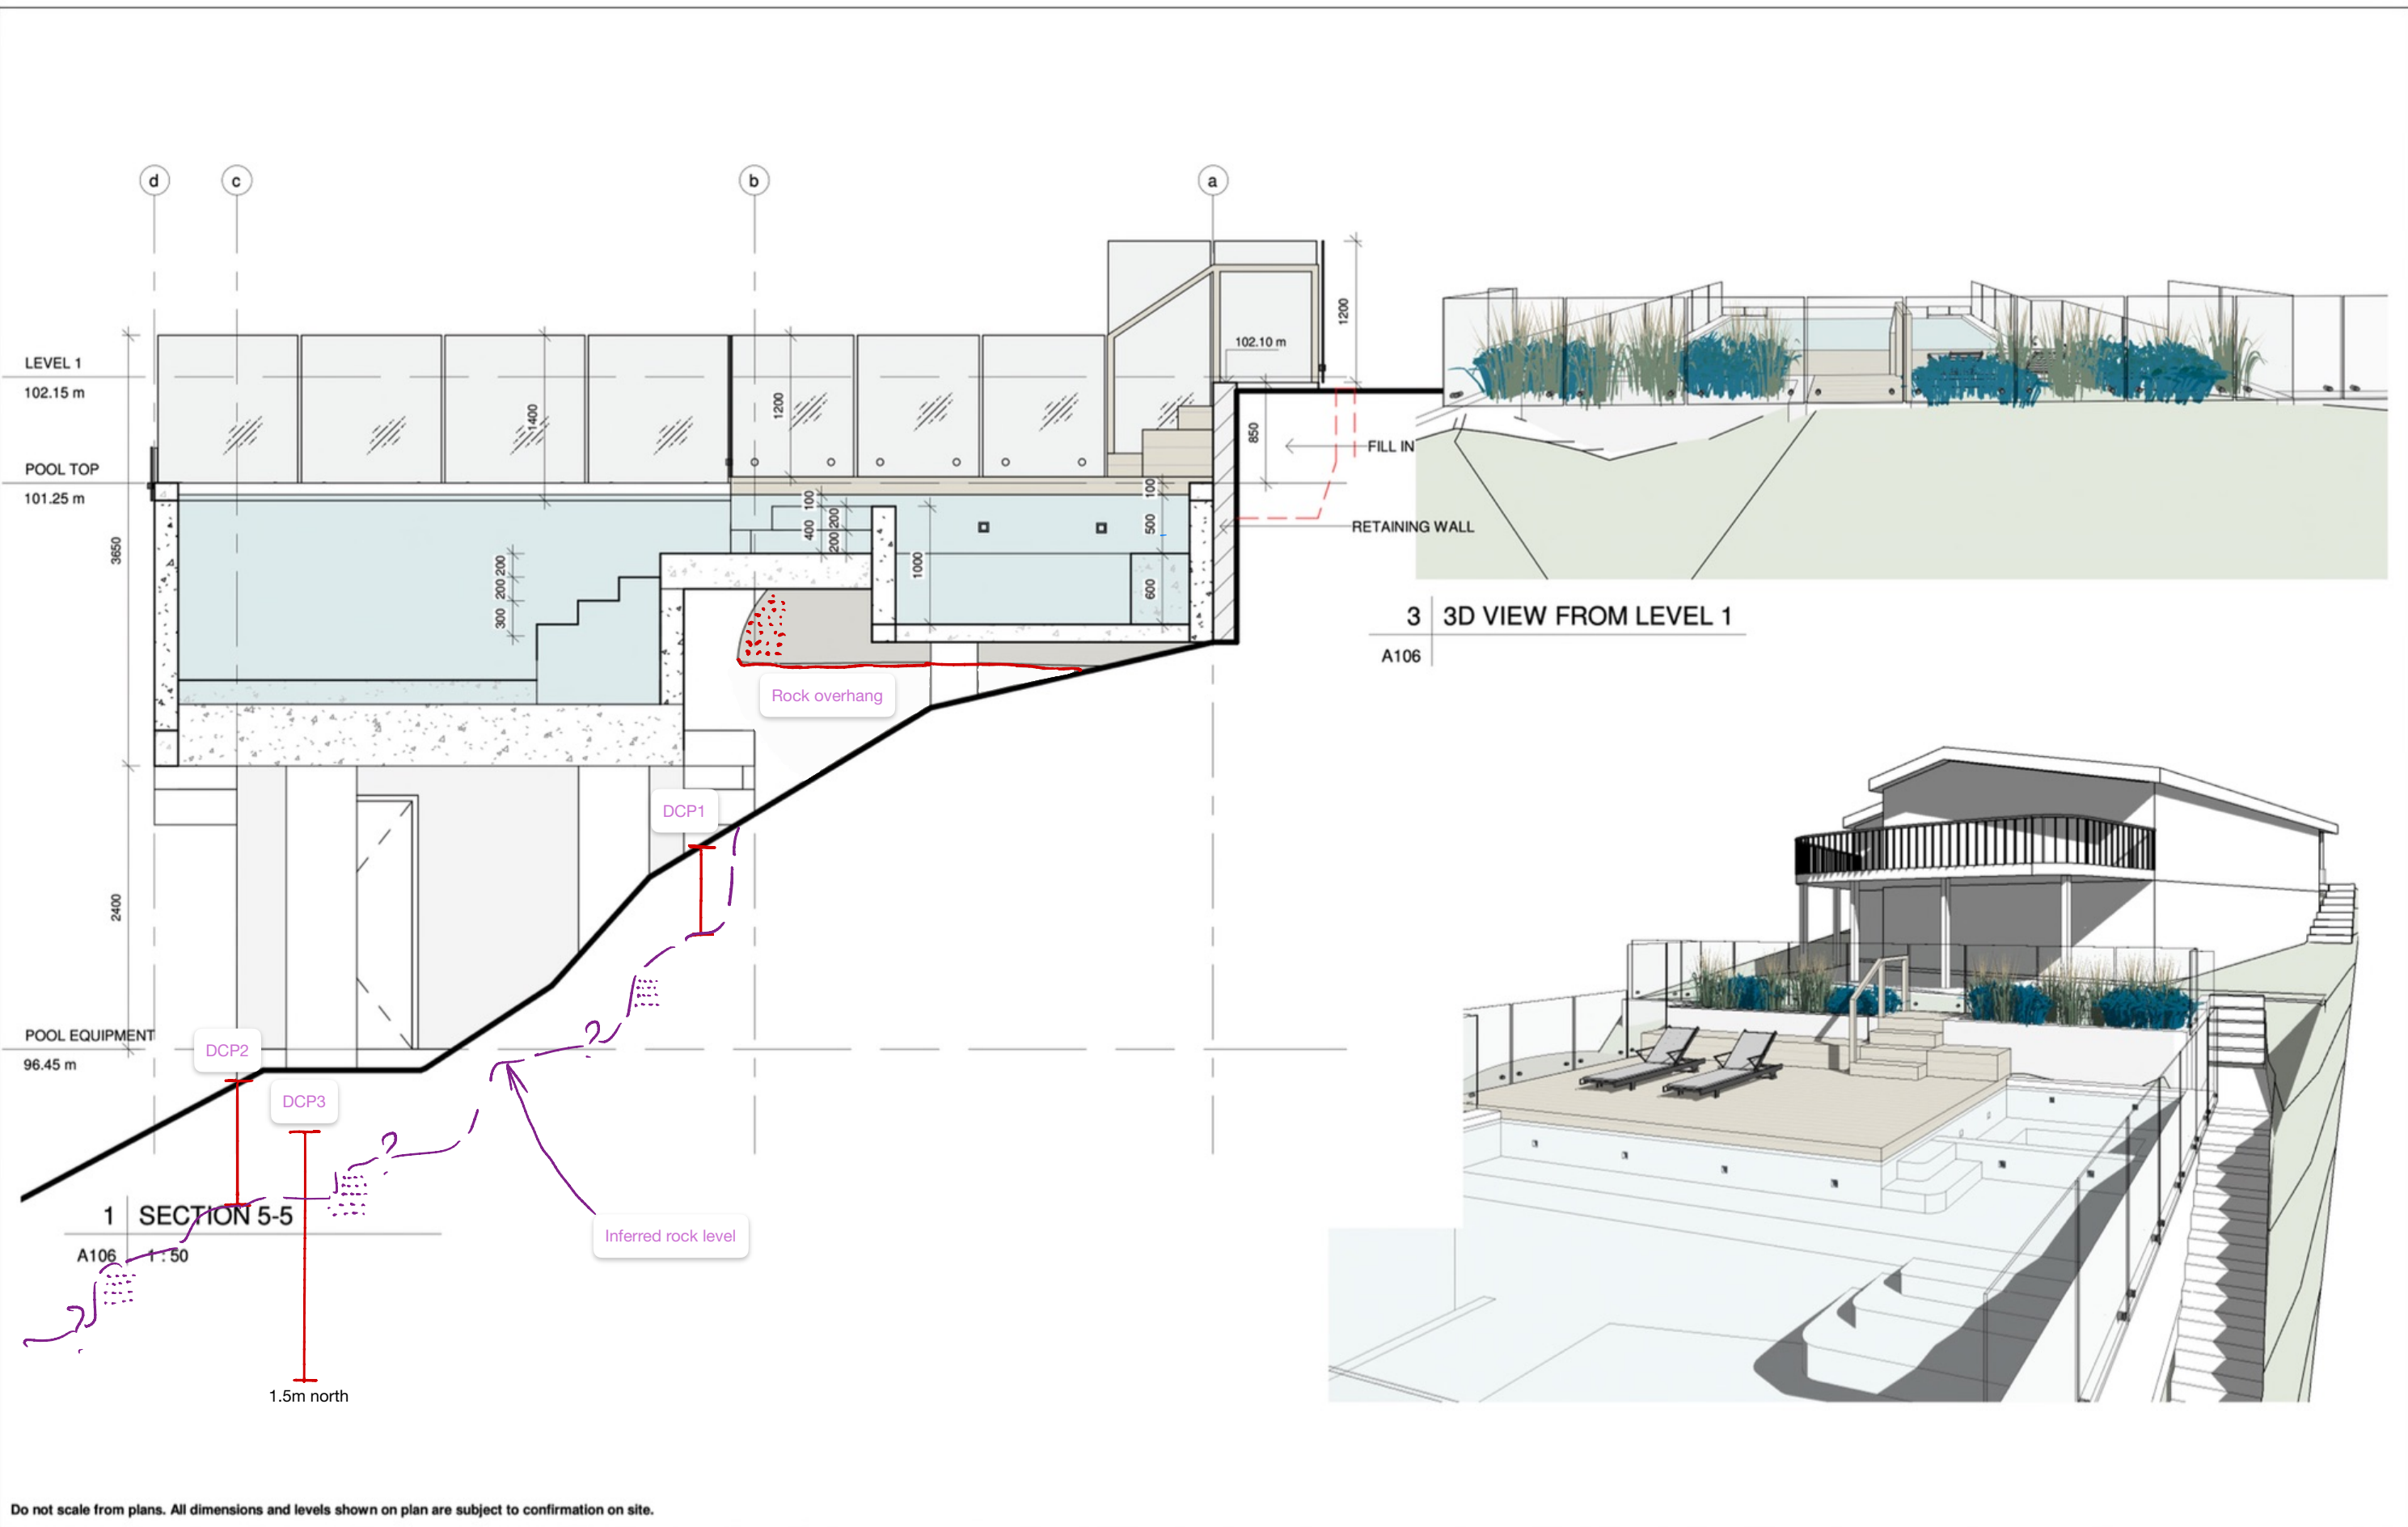 d
c
b
a
1200
102.10 m
LEVEL 1
102.15 m
1400
1200
850
FILL IN
POOL TOP
101.25 m
100
100
400
200
200
500
RETAINING WALL
3650
200
200
300
1000
600
3 3D VIEW FROM LEVEL 1
A106
Rock overhang
DCP1
2400
POOL EQUIPMENT
96.45 m
DCP2
DCP3
?
?
?
1 SECTION 5-5
A106 1 : 50
Inferred rock level
1.5m north
Do not scale from plans. All dimensions and levels shown on plan are subject to confirmation on site.